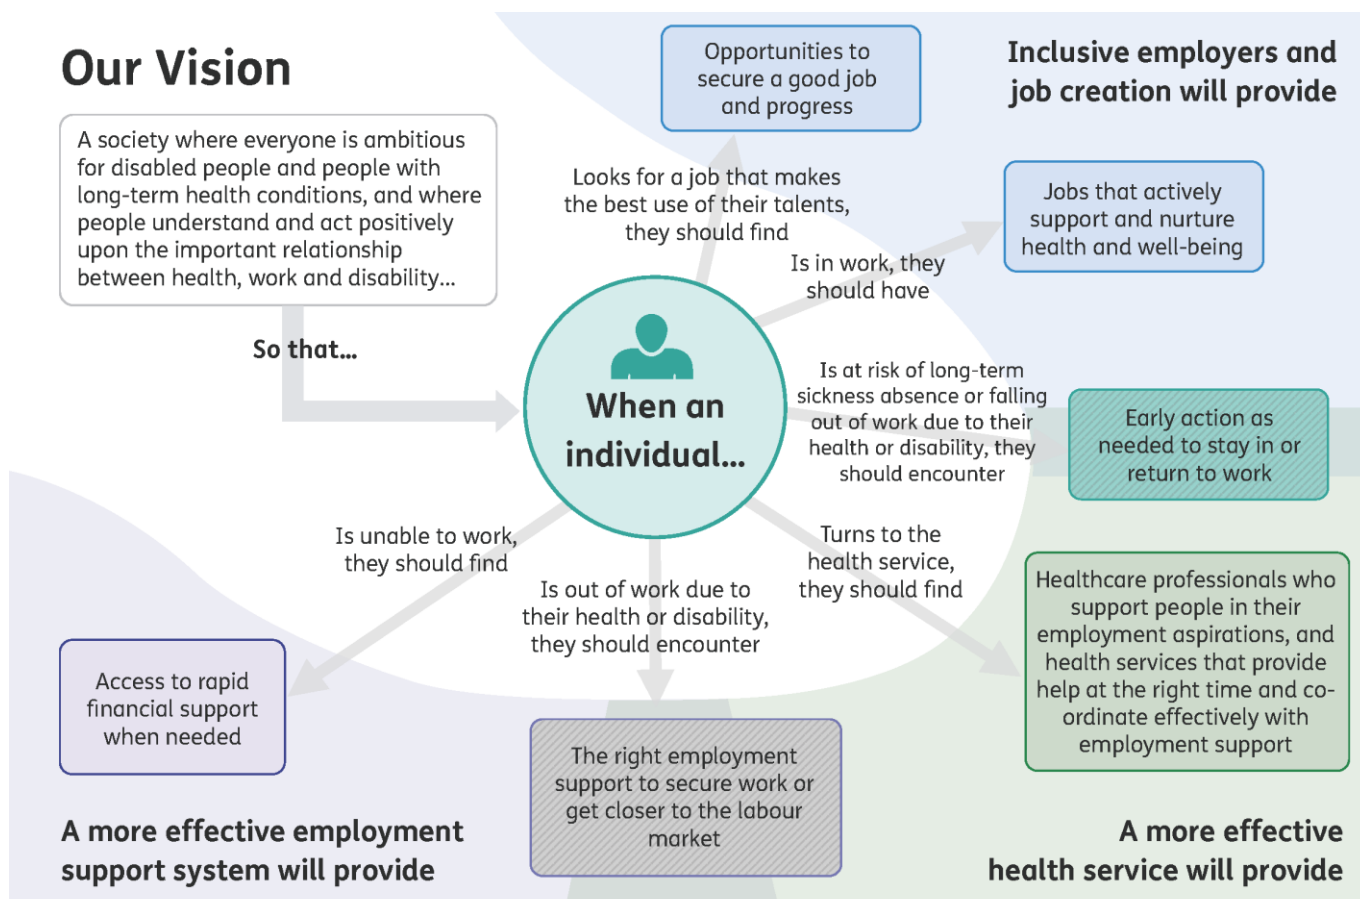 Our Vision
A society where everyone is ambitious
for disabled people and people with
long-term health conditions, and where
people understand and act positively
upon the important relationship
between health, work and disability...
So that...
When an
individual...
Looks for a job that makes
the best use of their talents,
they should find
Opportunities to
secure a good job
and progress
Inclusive employers and
job creation will provide
Is in work, they
should have
Jobs that actively
support and nurture
health and well-being
Is at risk of long-term
sickness absence or falling
out of work due to their
health or disability, they
should encounter
Early action as
needed to stay in or
return to work
Turns to the
health service,
they should find
Healthcare professionals who
support people in their
employment aspirations, and
health services that provide
help at the right time and co-
ordinate effectively with
employment support
A more effective
health service will provide
Is out of work due to
their health or disability,
they should encounter
The right employment
support to secure work or
get closer to the labour
market
Is unable to work,
they should find
Access to rapid
financial support
when needed
A more effective employment
support system will provide